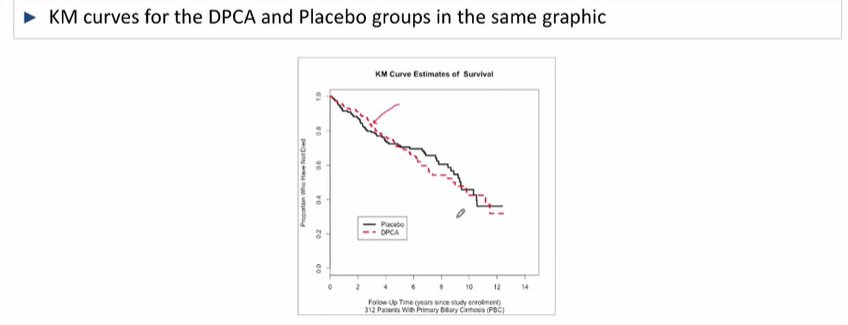 ► KM curves for the DPCA and Placebo groups in the same graphic
KM Curve Estimates of Survival
Proportion Who Have Not Died
1.0
0.8
0.6
0.4
0.2
0.0
Placebo
DPCA
0 2 4 6 8 10 12 14
Follow-Up Time (years since study enrollment)
312 Patients With Primary Biliary Cirrhosis (PBC)